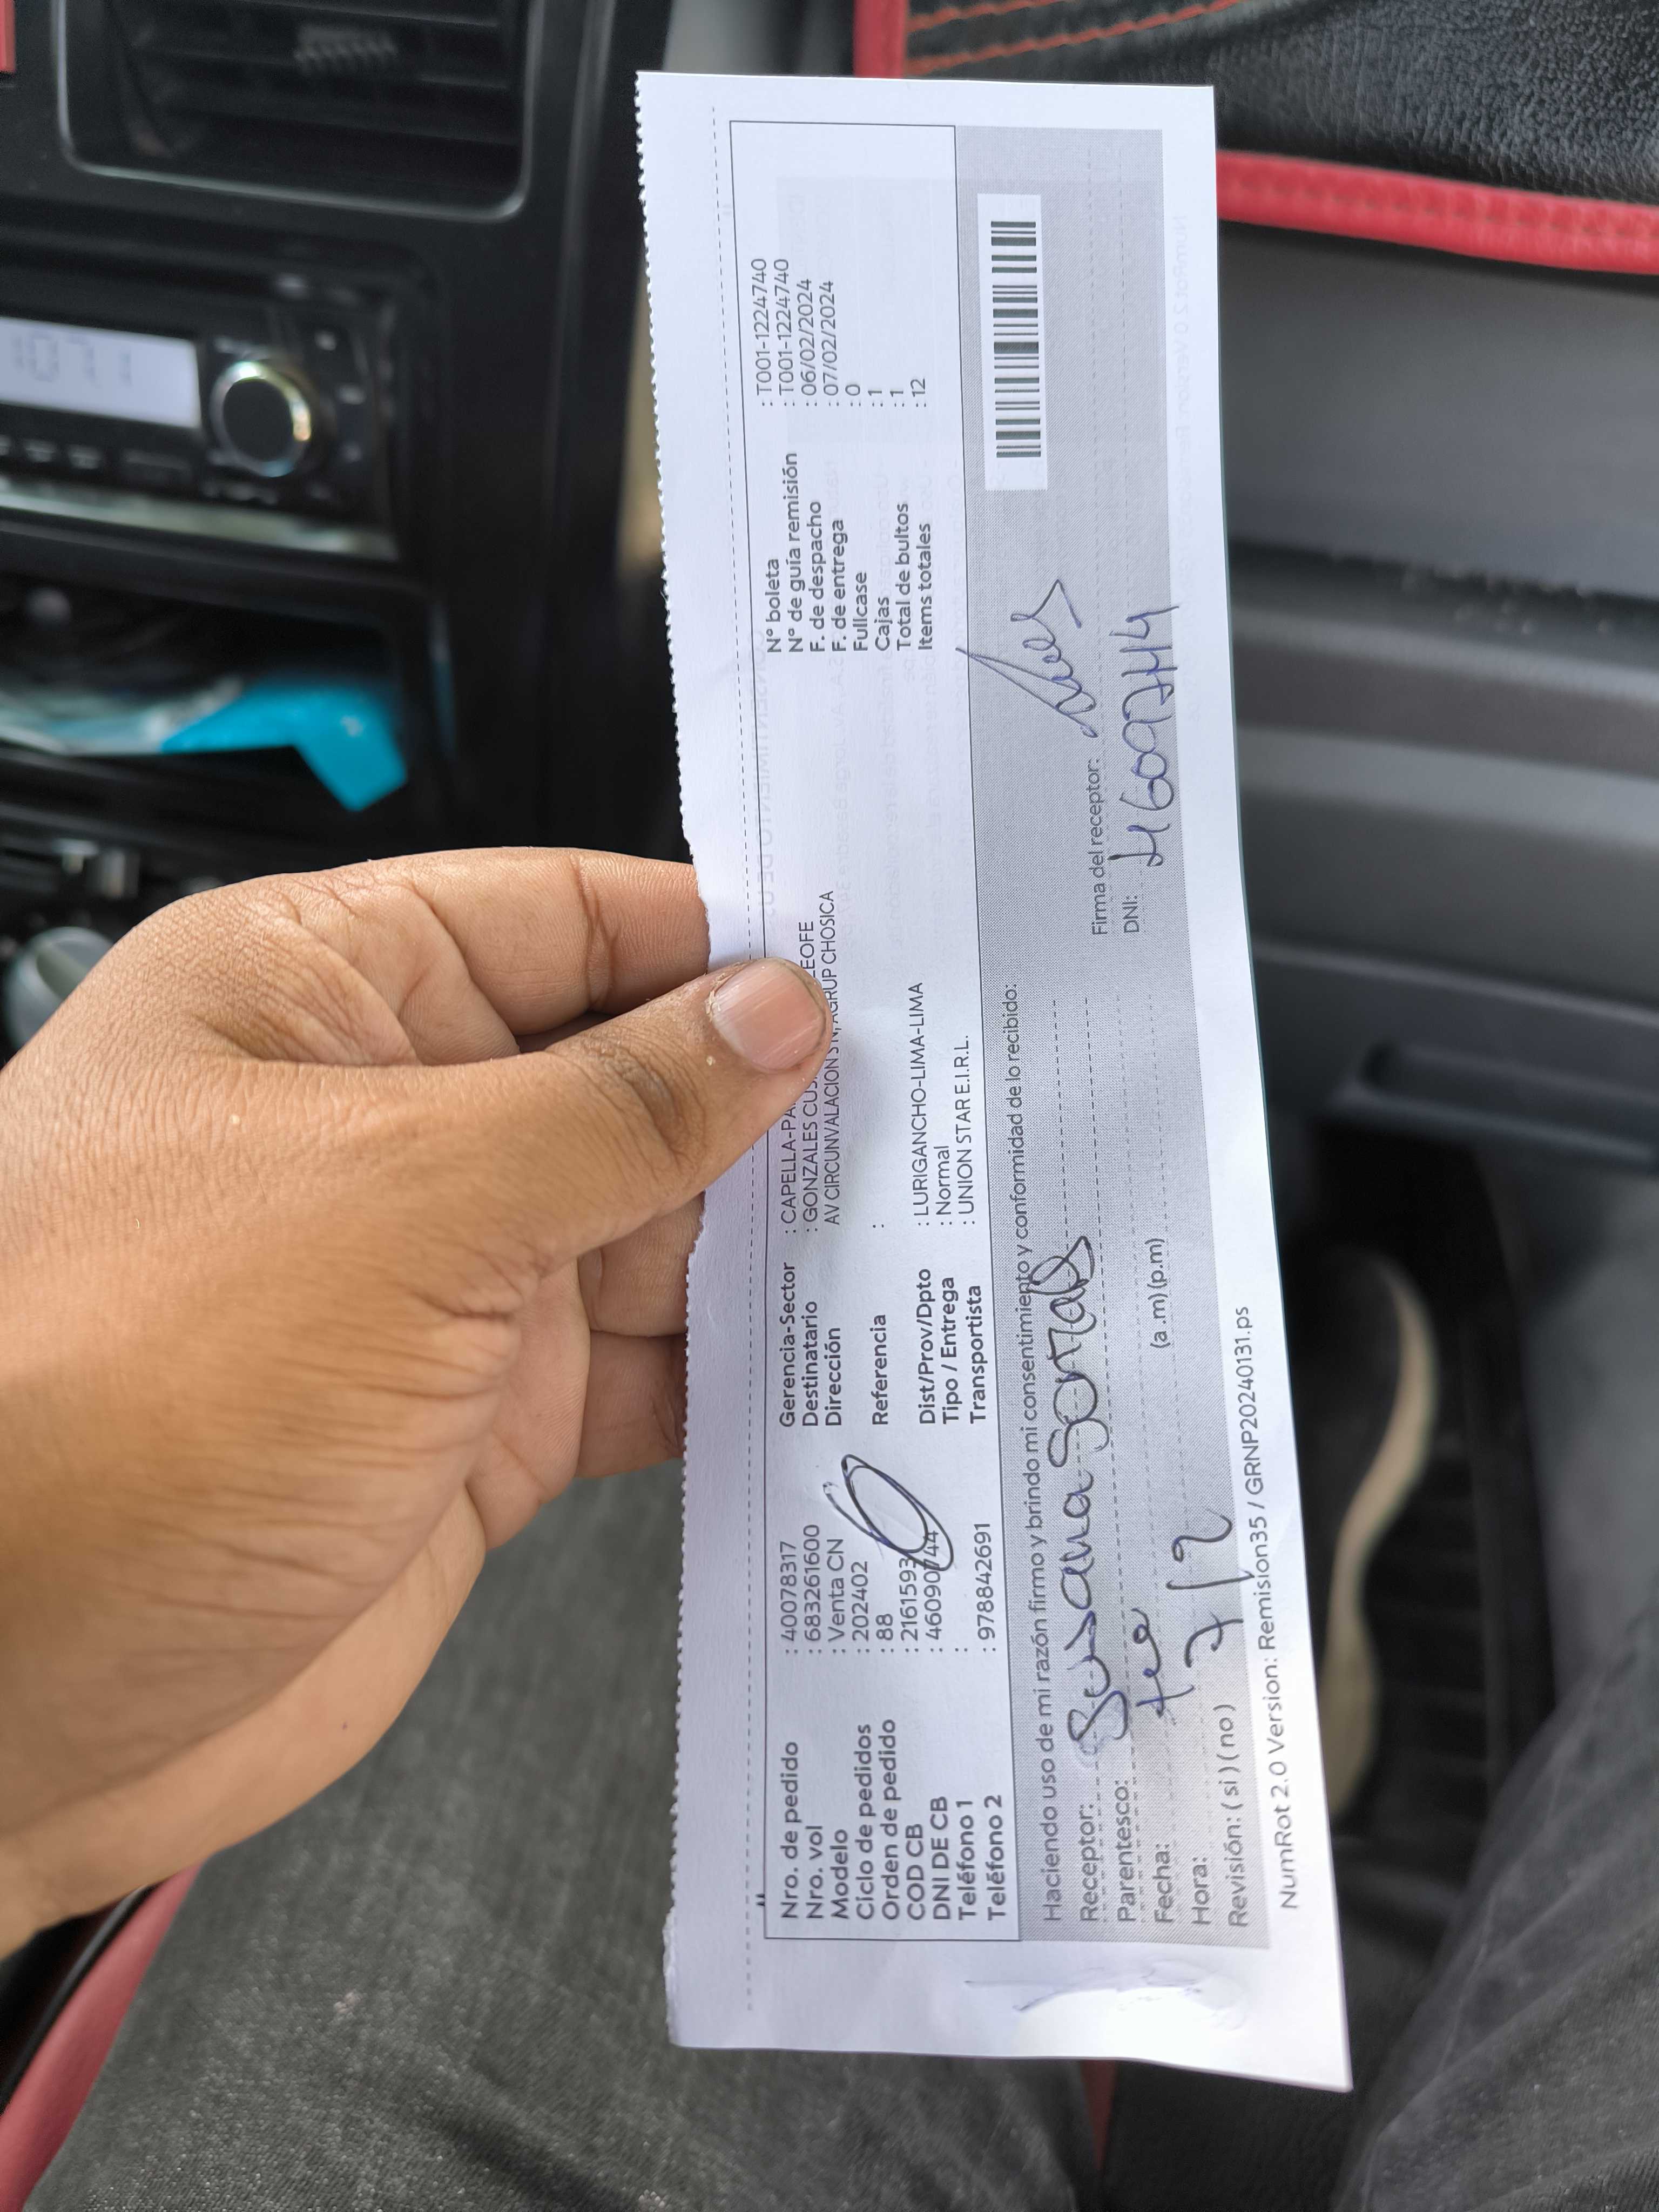 Nro. de pedido : 40078317
Nro. vol : 683261600
Modelo : Venta CN
Ciclo de pedidos : 202402
Orden de pedido : 88
COD CB : 2161593
DNI DE CB : 46090744
Teléfono 1 :
Teléfono 2 : 978842691
Gerencia-Sector : CAPELLA-
Destinatario : GONZALES
Dirección AV CIRCUNVALACION CHOSICA
Referencia :
Dist/Prov/Dpto : LURIGANCHO-LIMA-LIMA
Tipo / Entrega : Normal
Transportista : UNION STAR E.I.R.L.
N° boleta : T001-1224740
N° de guía remisión : T001-1224740
F. de despacho : 06/02/2024
F. de entrega : 07/02/2024
Fullcase : 0
Cajas : 1
Total de bultos : 1
Items totales : 12
Haciendo uso de mi razón firmo y brindo mi consentimiento y conformidad de lo recibido:
Receptor:
Parentesco:
Fecha: 7/2
Hora: (a.m) (p.m)
Revisión: ( si ) ( no )
Firma del receptor:
DNI: 46097744
NumRot 2.0 Version: Remision35 / GRNP20240131.ps